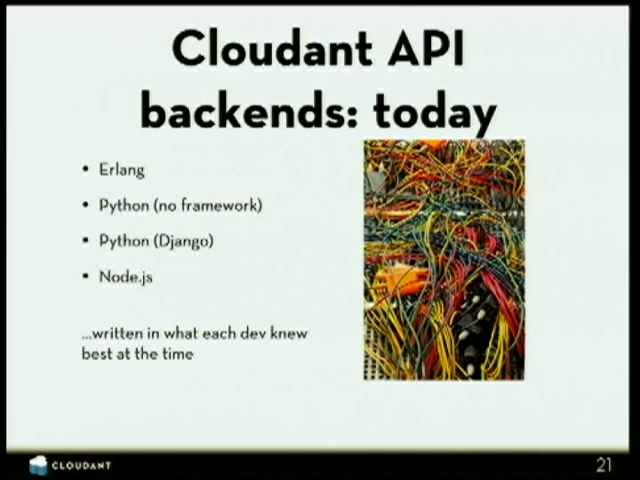 Cloudant API
backends: today
• Erlang
• Python (no framework)
• Python (Django)
• Node.js
...written in what each dev knew
best at the time
CLOUDANT
21